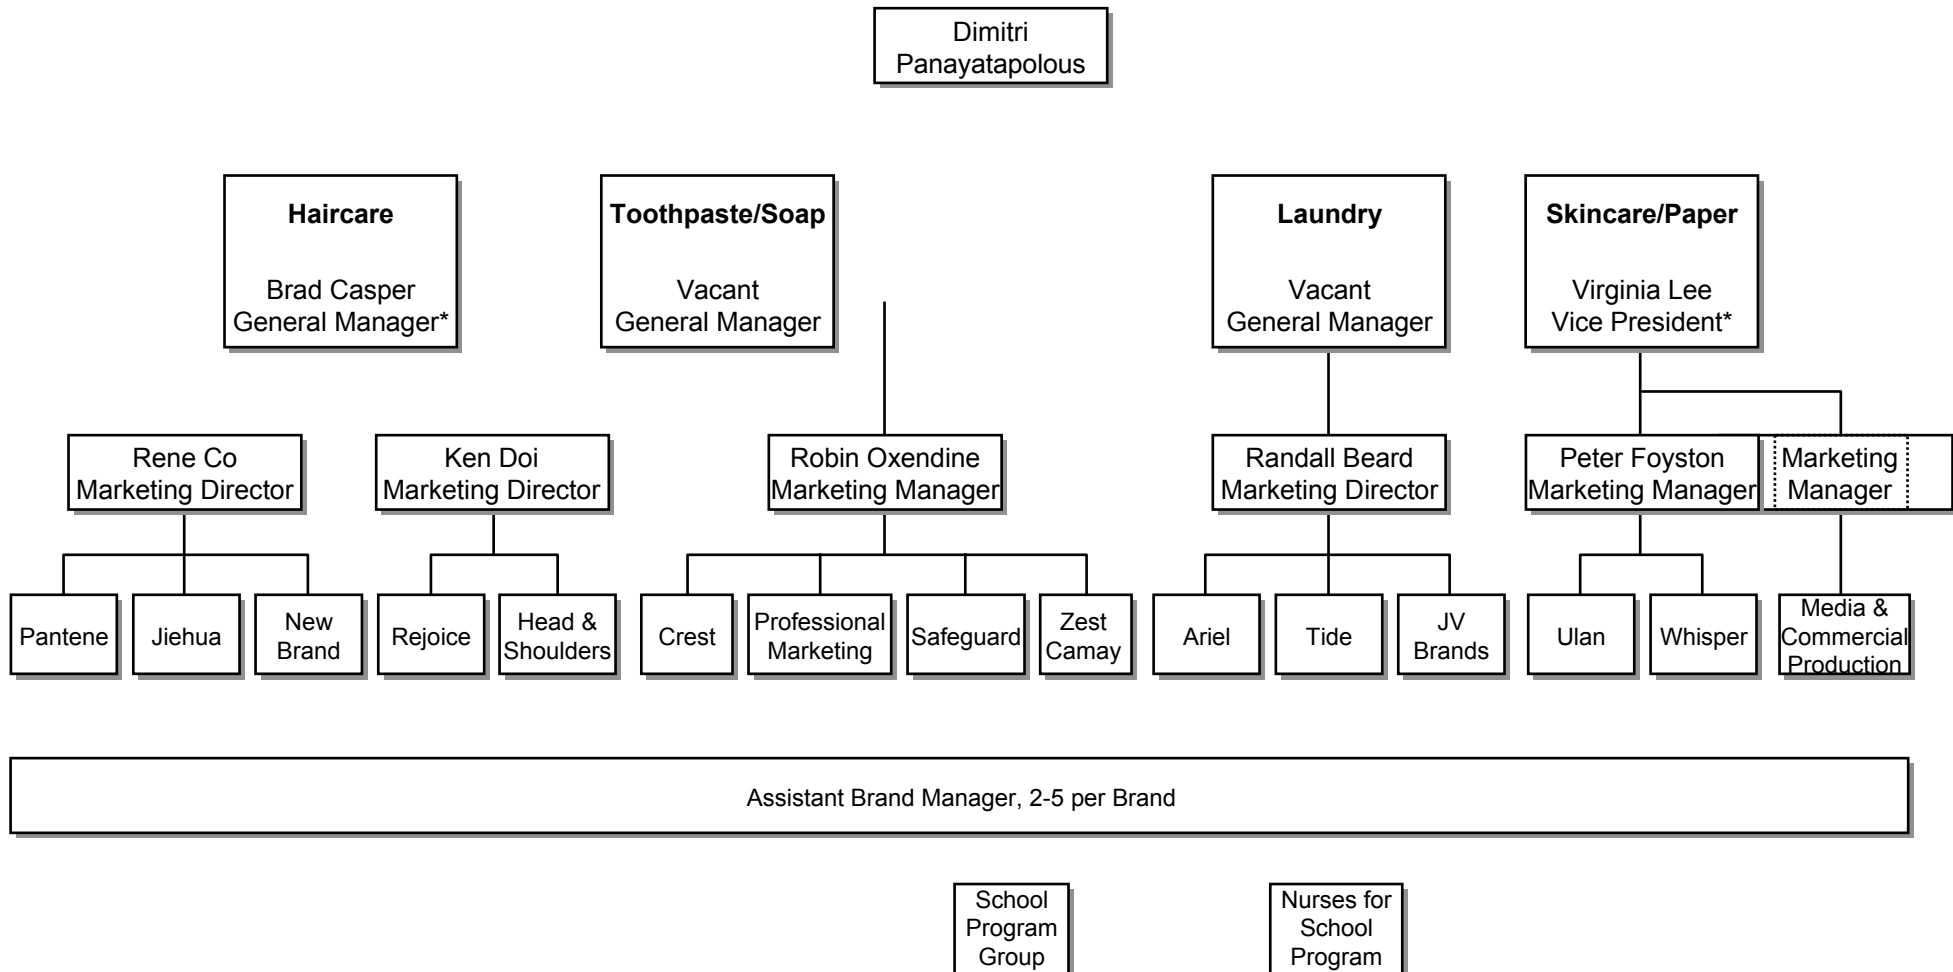 Dimitri
Panayatapolous
Haircare
Brad Casper
General Manager*
Toothpaste/Soap
Vacant
General Manager
Laundry
Vacant
General Manager
Skincare/Paper
Virginia Lee
Vice President*
Rene Co
Marketing Director
Ken Doi
Marketing Director
Robin Oxendine
Marketing Manager
Randall Beard
Marketing Director
Peter Foyston
Marketing Manager
Marketing
Manager
Pantene
Jiehua
New
Brand
Rejoice
Head &
Shoulders
Crest
Professional
Marketing
Safeguard
Zest
Camay
Ariel
Tide
JV
Brands
Ulan
Whisper
Media &
Commercial
Production
Assistant Brand Manager, 2-5 per Brand
School
Program
Group
Nurses for
School
Program